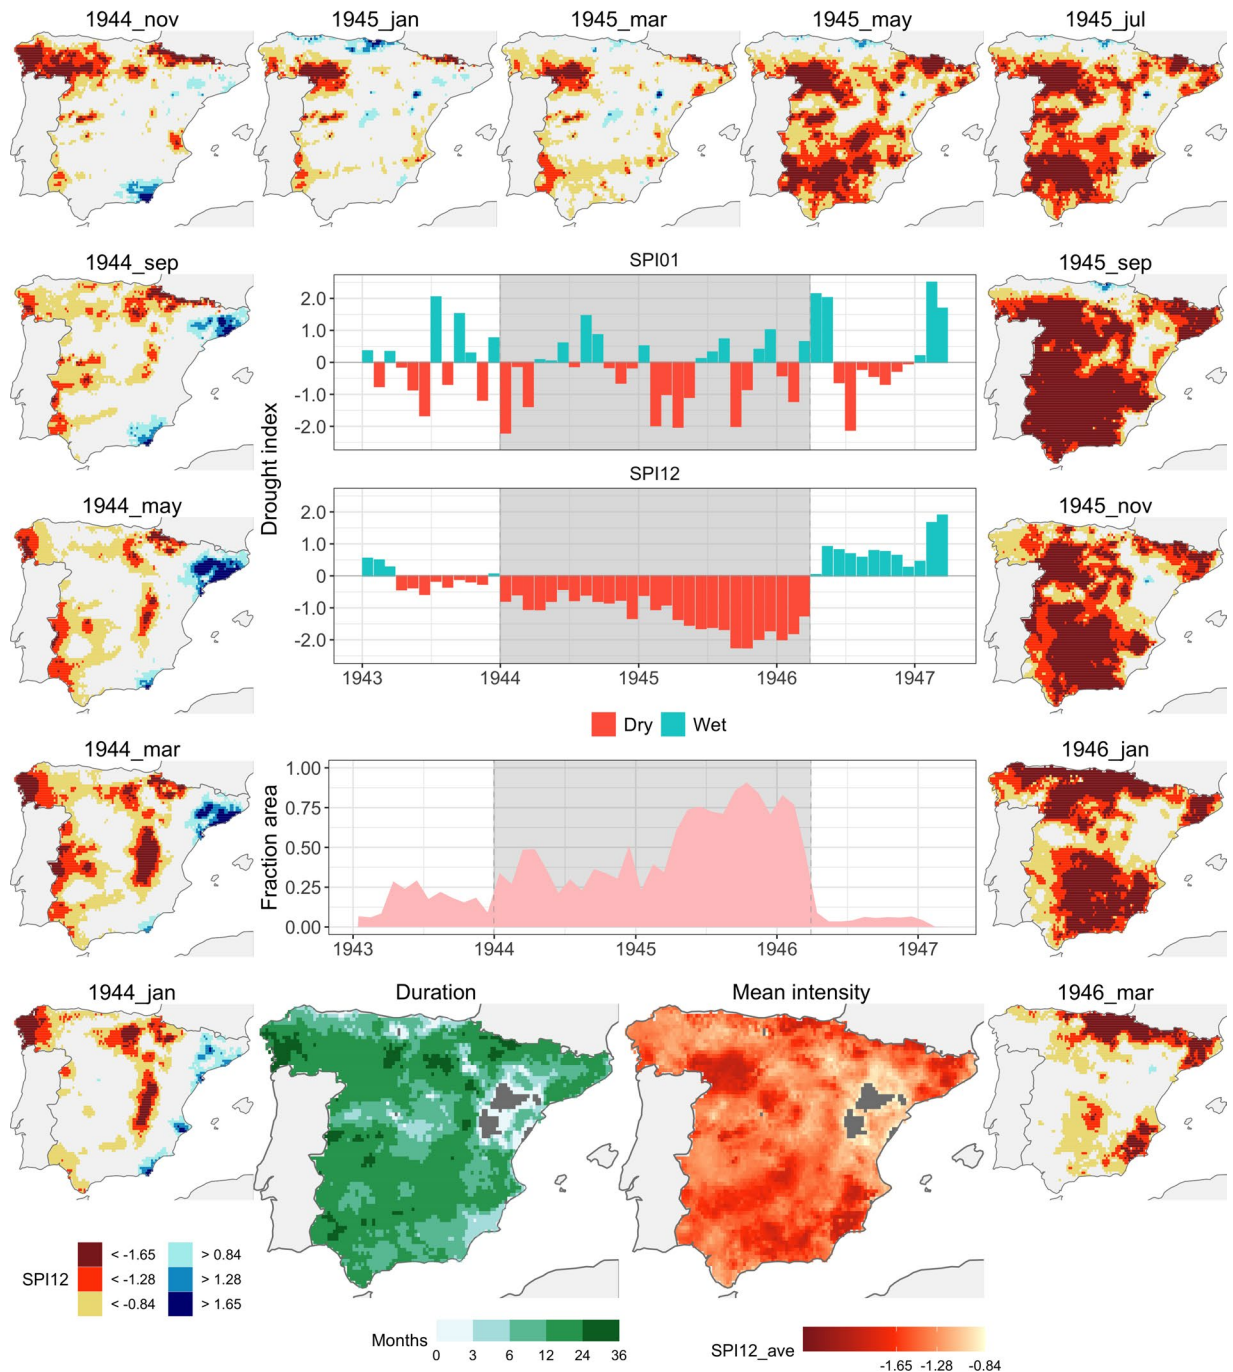 1944_nov
1945_jan
1945_mar
1945_may
1945_jul
1944_sep
SPI01
1945_sep
2.0
1.0
0
-1.0
-2.0
Drought index
1944_may
SPI12
1945_nov
2.0
1.0
0
-1.0
-2.0
1943 1944 1945 1946 1947
Dry Wet
1944_mar
1946_jan
1.00
0.75
0.50
0.25
0.00
Fraction area
1943 1944 1945 1946 1947
1944_jan
Duration
Mean intensity
1946_mar
SPI12
< -1.65 > 0.84
< -1.28 > 1.28
< -0.84 > 1.65
Months
0 3 6 12 24 36
SPI12_ave
-1.65 -1.28 -0.84